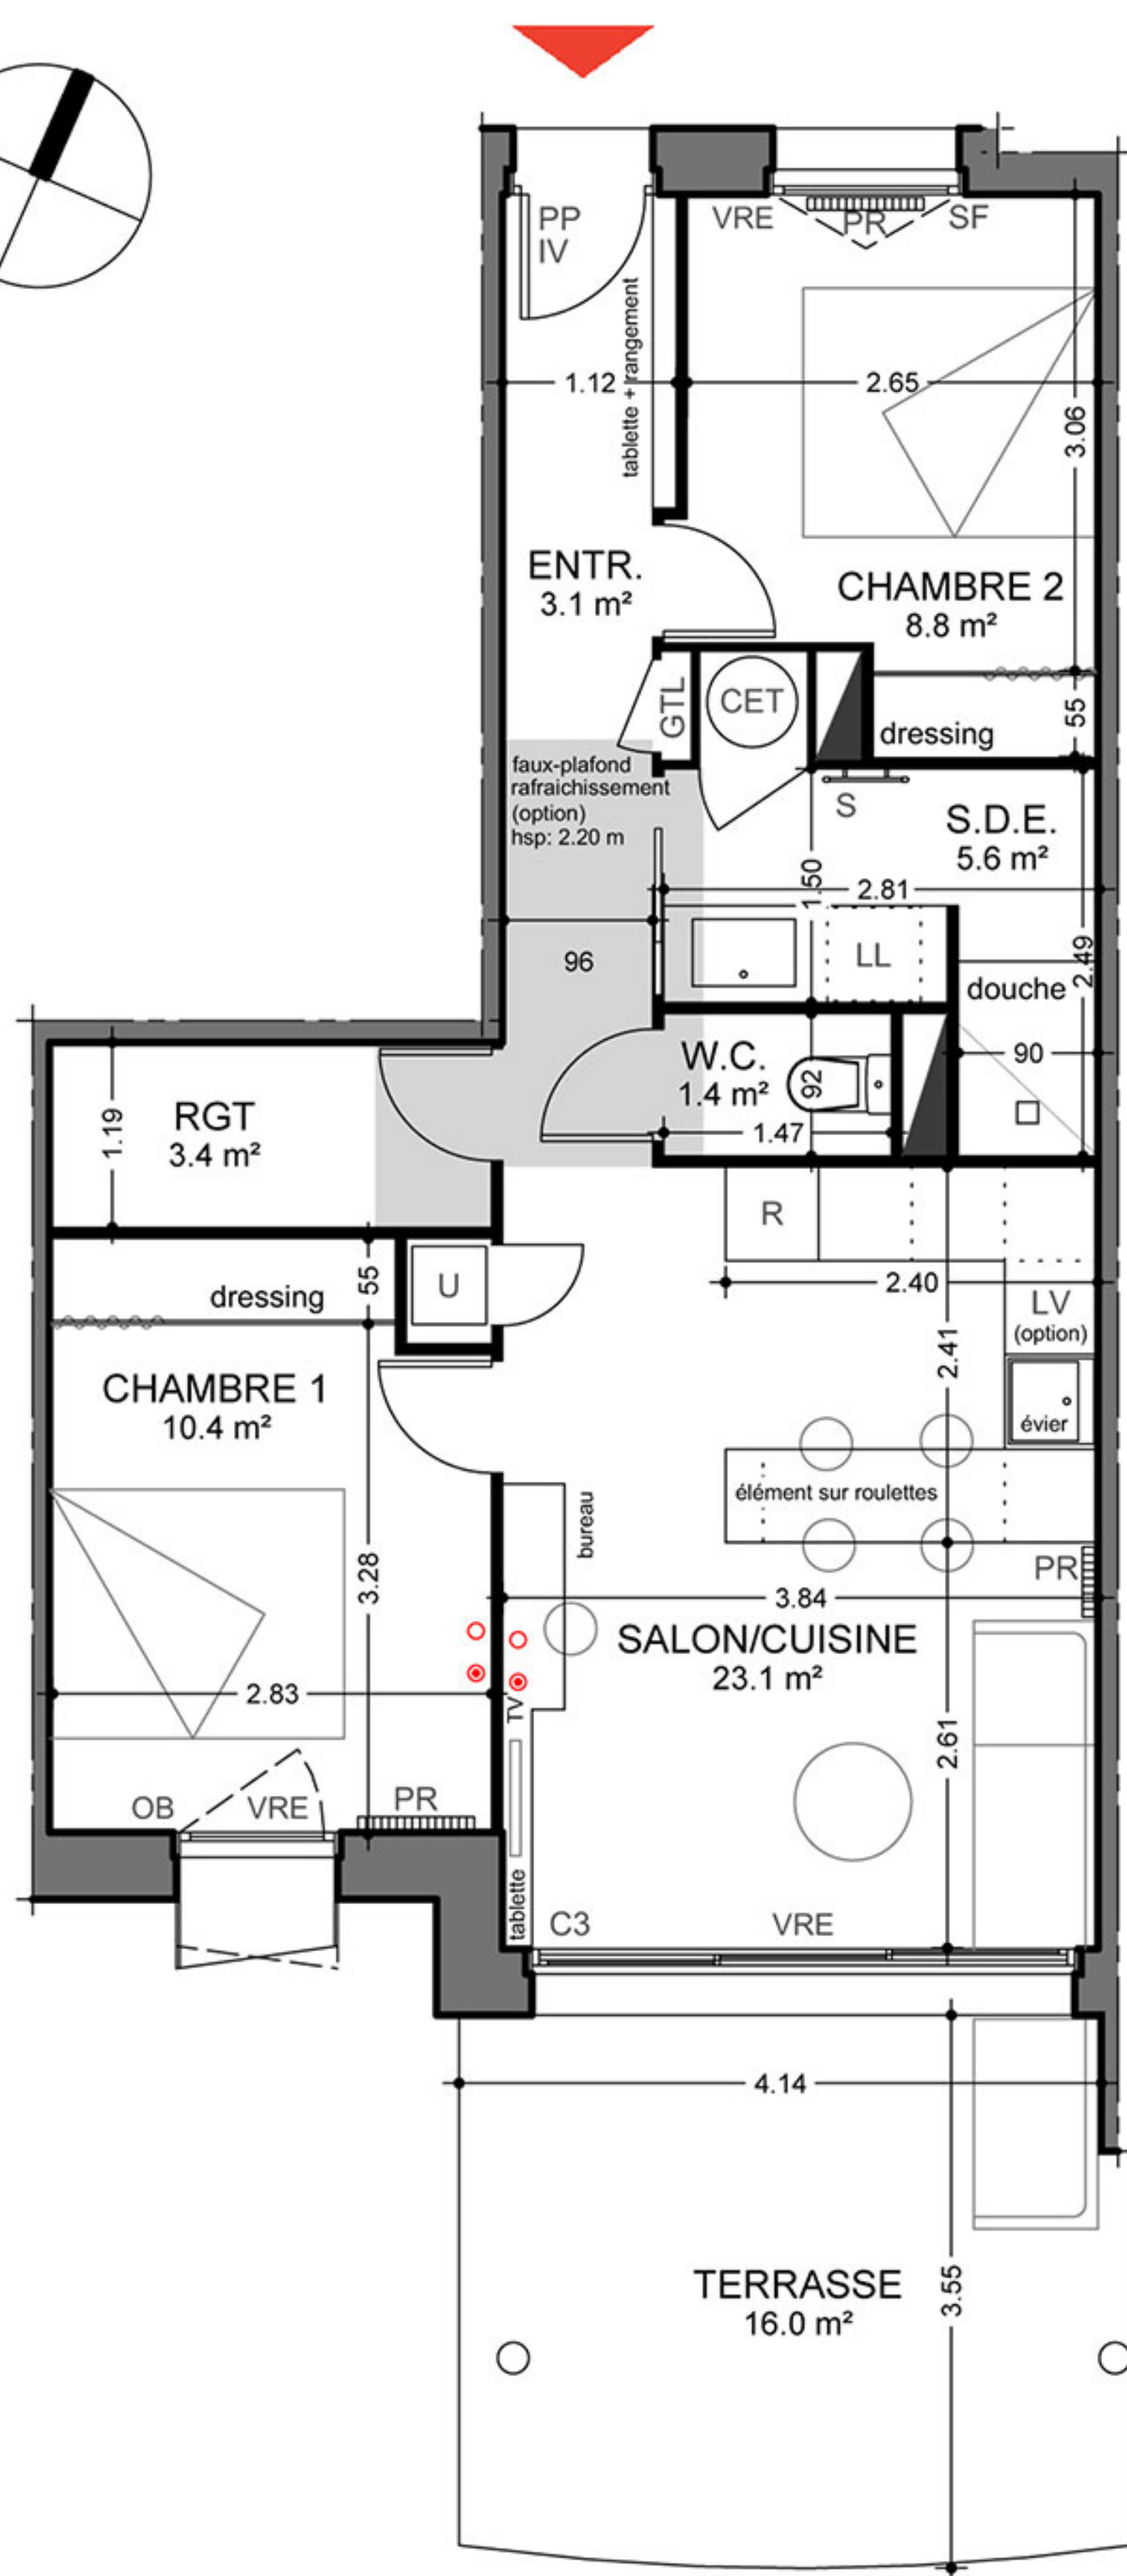 PP
IV
VRE
PR
SF
tablette + rangement
1.12
2.65
3.06
ENTR.
3.1 m²
CHAMBRE 2
8.8 m²
GTL
CET
dressing
55
faux-plafond
rafraichissement
(option)
hsp: 2.20 m
S
S.D.E.
5.6 m²
1.50
2.81
96
LL
2.49
douche
W.C.
1.4 m²
92
90
1.47
RGT
3.4 m²
1.19
R
2.40
dressing
55
U
LV
(option)
2.41
CHAMBRE 1
10.4 m²
évier
élément sur roulettes
bureau
PR
3.28
3.84
SALON/CUISINE
23.1 m²
2.83
TV
2.61
OB
VRE
PR
tablette
C3
VRE
4.14
TERRASSE
16.0 m²
3.55